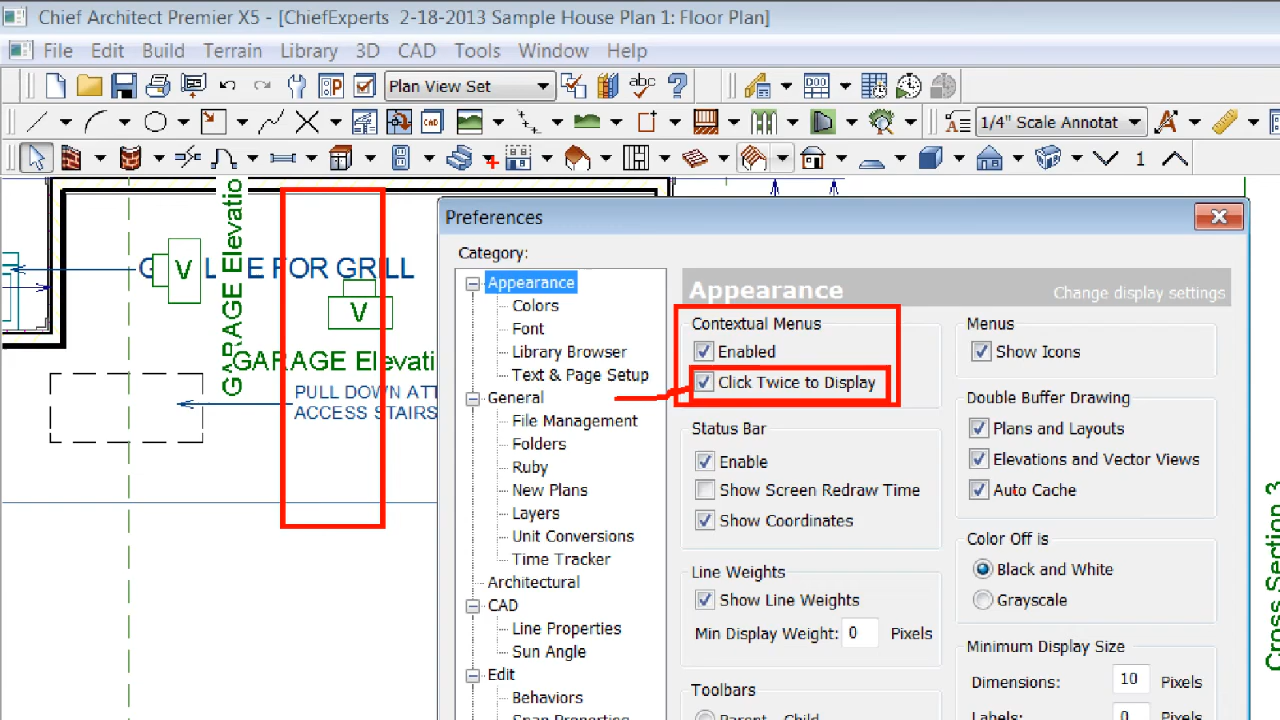 Chief Architect Premier X5 - [ChiefExperts 2-18-2013 Sample House Plan 1: Floor Plan]
File Edit Build Terrain Library 3D CAD Tools Window Help
Plan View Set
abc
CAD
1/4" Scale Annotat
1
GARAGE Elevatio
V
FOR GRILL
V
GARAGE Elevati
PULL DOWN ATT
ACCESS STAIRS
Preferences
Category:
Appearance
Colors
Font
Library Browser
Text & Page Setup
General
File Management
Folders
Ruby
New Plans
Layers
Unit Conversions
Time Tracker
Architectural
CAD
Line Properties
Sun Angle
Edit
Behaviors
Snap Properties
Appearance
Change display settings
Contextual Menus
Enabled
Click Twice to Display
Status Bar
Enable
Show Screen Redraw Time
Show Coordinates
Line Weights
Show Line Weights
Min Display Weight: 0 Pixels
Toolbars
Parent - Child
Menus
Show Icons
Double Buffer Drawing
Plans and Layouts
Elevations and Vector Views
Auto Cache
Color Off is
Black and White
Grayscale
Minimum Display Size
Dimensions: 10 Pixels
Labels: 0 Pixels
Cross Section 3